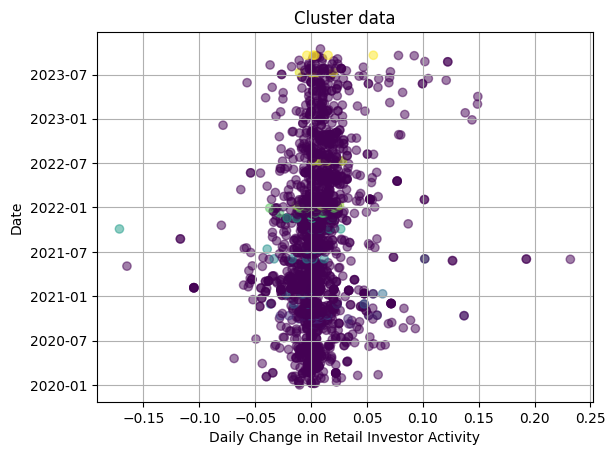 Cluster data
2023-07
2023-01
2022-07
2022-01
2021-07
2021-01
2020-07
2020-01
Date
−0.15 −0.10 −0.05 0.00 0.05 0.10 0.15 0.20 0.25
Daily Change in Retail Investor Activity